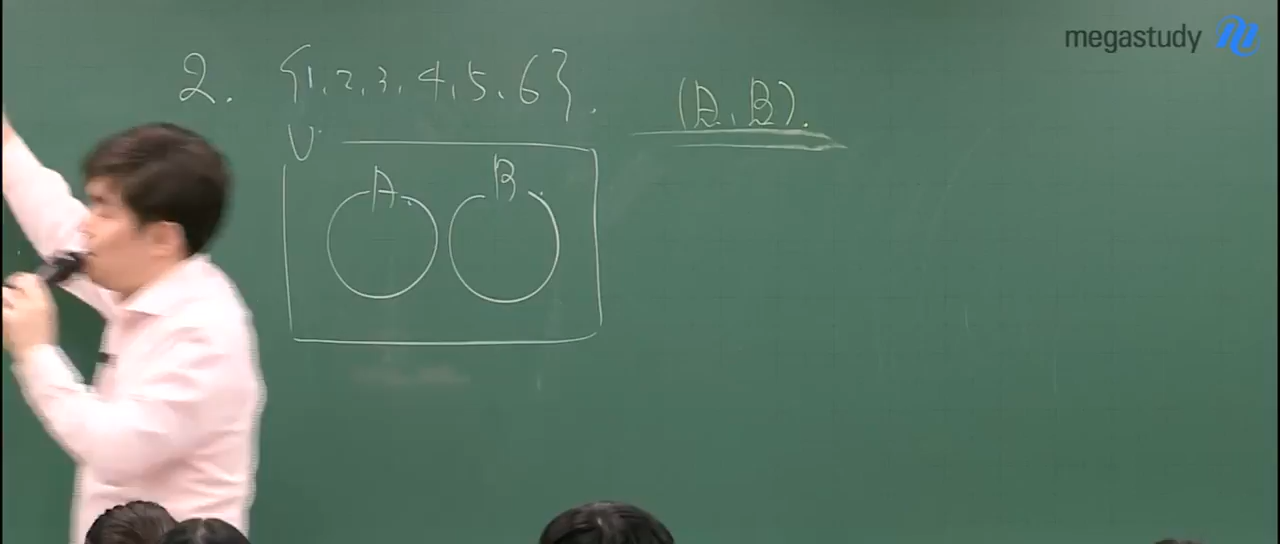 megastudy
2. {1, 2, 3, 4, 5, 6}. (A, B).
U
A B